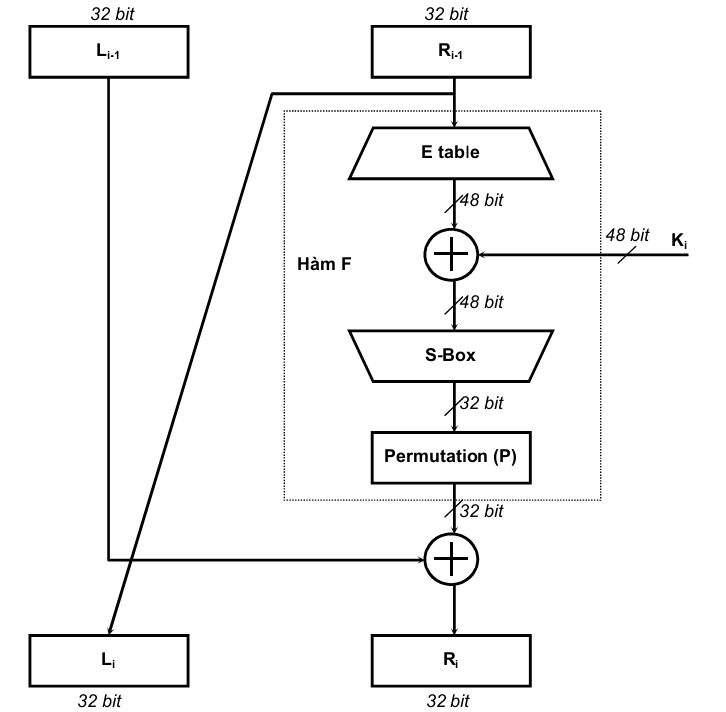 32 bit
32 bit
Lᵢ₋₁
Rᵢ₋₁
E table
48 bit
48 bit
Kᵢ
Hàm F
48 bit
S-Box
32 bit
Permutation (P)
32 bit
Lᵢ
Rᵢ
32 bit
32 bit